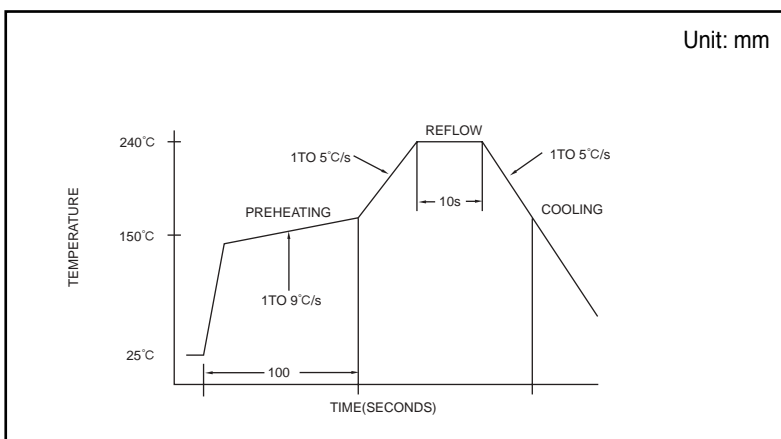 Unit: mm
REFLOW
240°C
1TO 5°C/s
1TO 5°C/s
10s
PREHEATING
COOLING
150°C
TEMPERATURE
1TO 9°C/s
25°C
100
TIME(SECONDS)